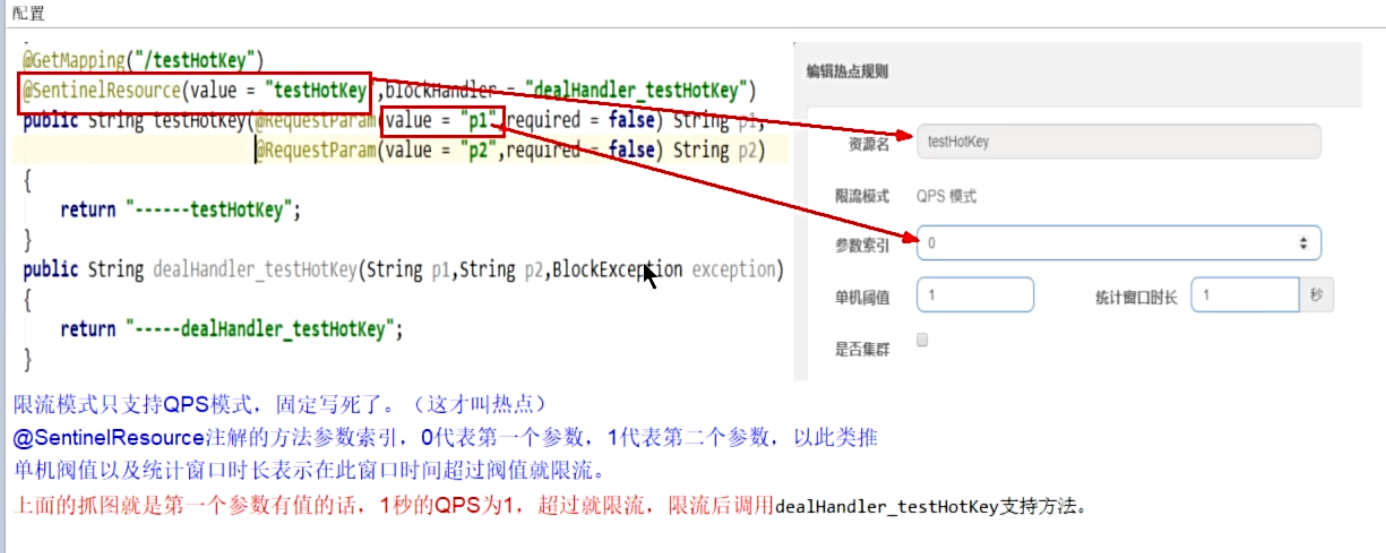 配置
@GetMapping("/testHotKey")
@SentinelResource(value = "testHotKey",blockHandler = "dealHandler_testHotKey")
public String testHotKey(@RequestParam(value = "p1",required = false) String p1,
@RequestParam(value = "p2",required = false) String p2)
{
return "------testHotKey";
}
public String dealHandler_testHotKey(String p1,String p2,BlockException exception)
{
return "-----dealHandler_testHotKey";
}
编辑热点规则
资源名 testHotKey
限流模式 QPS 模式
参数索引 0
单机阈值 1 统计窗口时长 1 秒
是否集群
限流模式只支持QPS模式，固定写死了。（这才叫热点）
@SentinelResource注解的方法参数索引，0代表第一个参数，1代表第二个参数，以此类推
单机阀值以及统计窗口时长表示在此窗口时间超过阀值就限流。
上面的抓图就是第一个参数有值的话，1秒的QPS为1，超过就限流，限流后调用dealHandler_testHotKey支持方法。